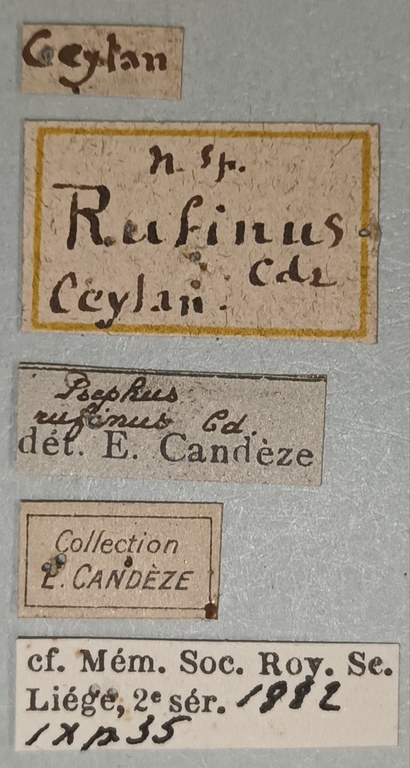 Ceylan
n. sp.
Rufinus
Cdz
Ceylan.
Psephus
rufinus Cd.
dét. E. Candèze
Collection
E. CANDÈZE
cf. Mém. Soc. Roy. Sc.
Liége, 2e sér. 1882
IX p 35